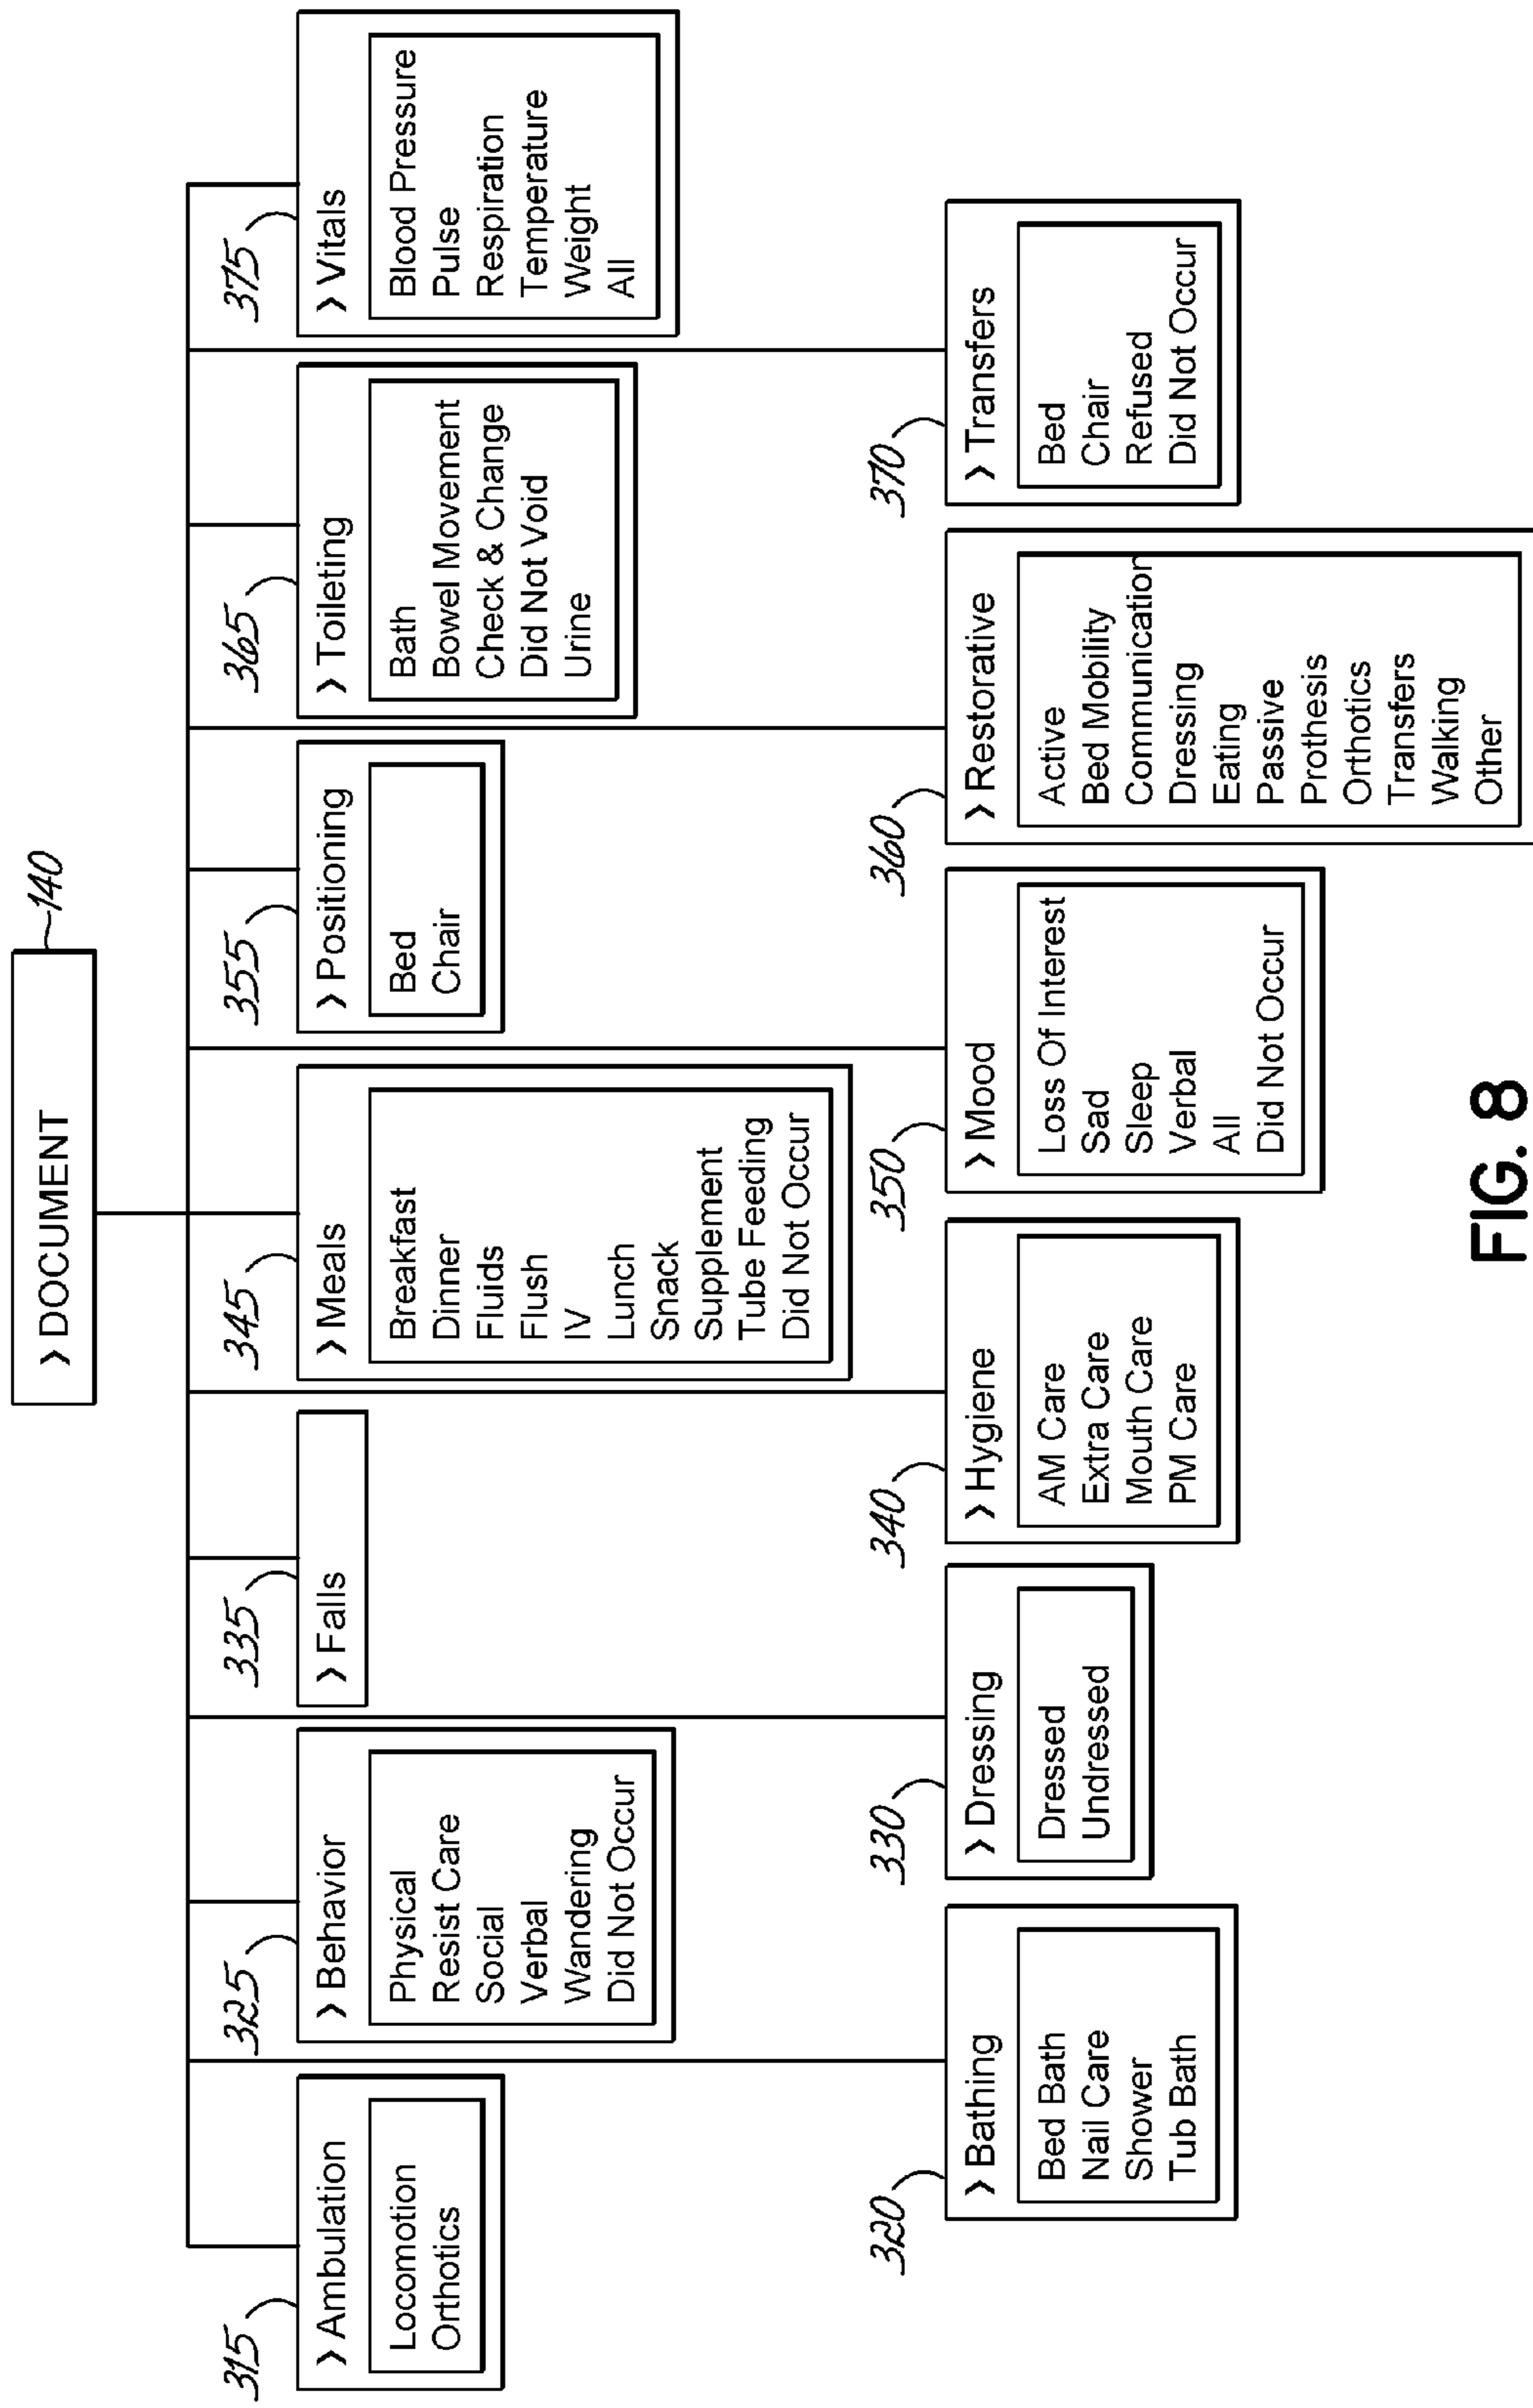 ❯ DOCUMENT
140
315
❯ Ambulation
Locomotion
Orthotics
325
❯ Behavior
Physical
Resist Care
Social
Verbal
Wandering
Did Not Occur
335
❯ Falls
345
❯ Meals
Breakfast
Dinner
Fluids
Flush
IV
Lunch
Snack
Supplement
Tube Feeding
Did Not Occur
355
❯ Positioning
Bed
Chair
365
❯ Toileting
Bath
Bowel Movement
Check & Change
Did Not Void
Urine
375
❯ Vitals
Blood Pressure
Pulse
Respiration
Temperature
Weight
All
320
❯ Bathing
Bed Bath
Nail Care
Shower
Tub Bath
330
❯ Dressing
Dressed
Undressed
340
❯ Hygiene
AM Care
Extra Care
Mouth Care
PM Care
350
❯ Mood
Loss Of Interest
Sad
Sleep
Verbal
All
Did Not Occur
360
❯ Restorative
Active
Bed Mobility
Communication
Dressing
Eating
Passive
Prothesis
Orthotics
Transfers
Walking
Other
370
❯ Transfers
Bed
Chair
Refused
Did Not Occur
FIG. 8